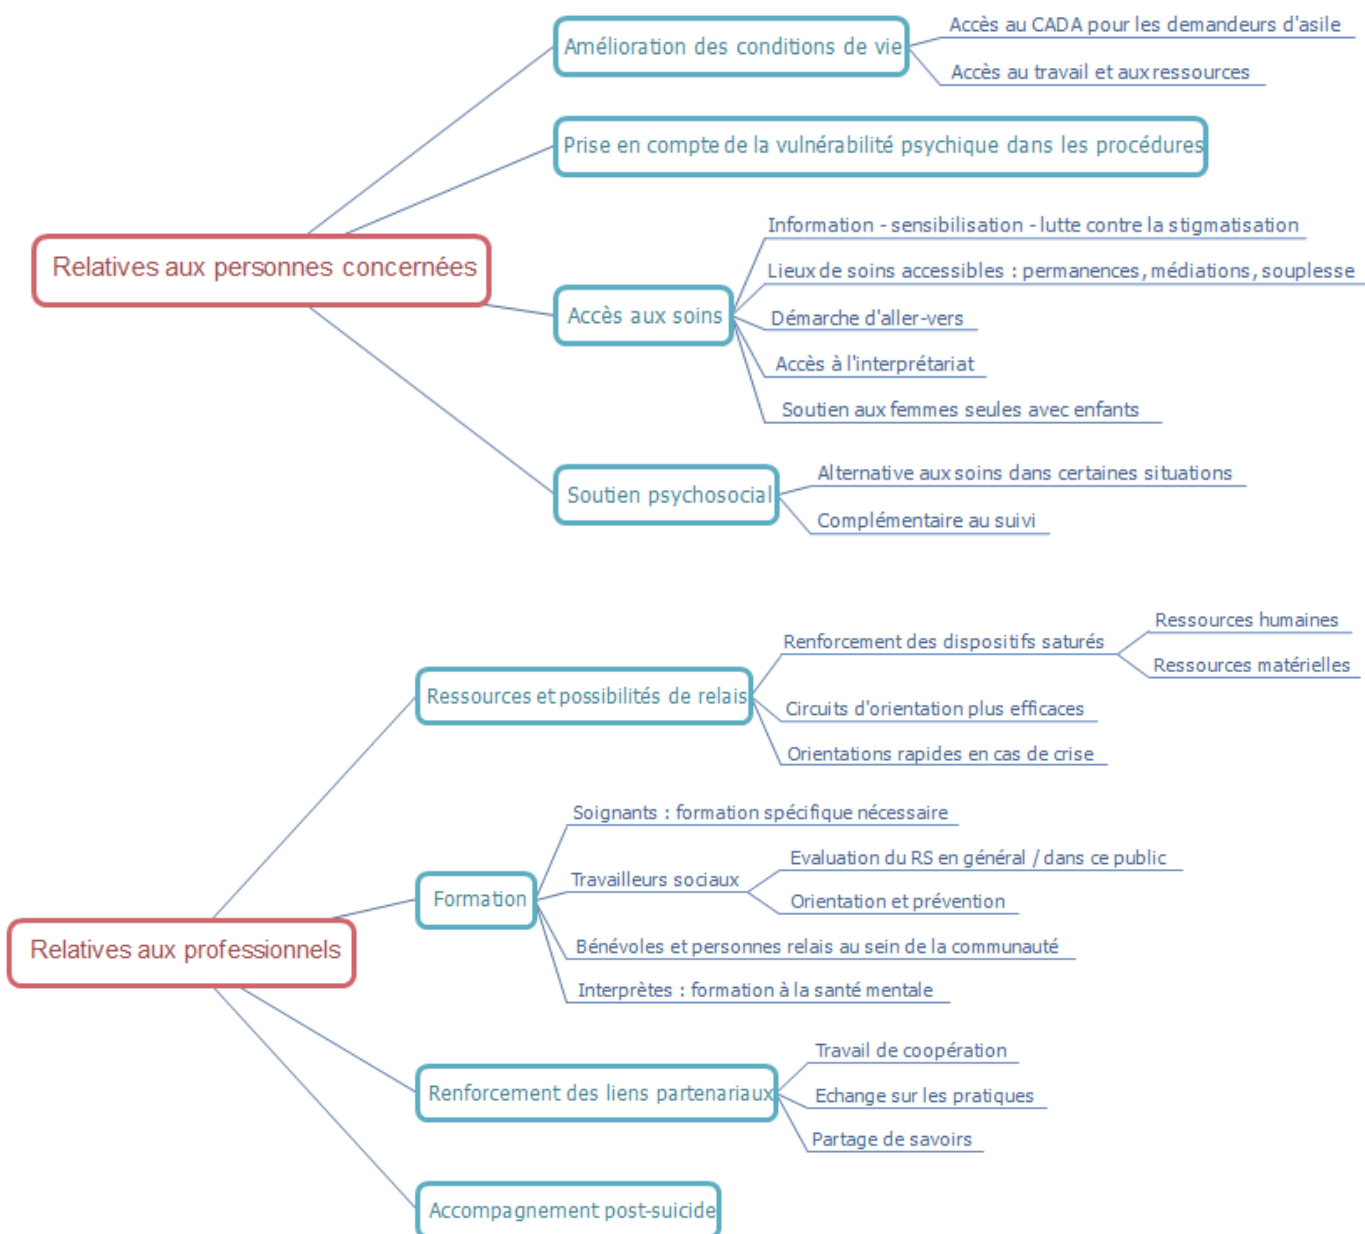 Relatives aux personnes concernées
Amélioration des conditions de vie
Accès au CADA pour les demandeurs d'asile
Accès au travail et aux ressources
Prise en compte de la vulnérabilité psychique dans les procédures
Accès aux soins
Information - sensibilisation - lutte contre la stigmatisation
Lieux de soins accessibles : permanences, médiations, souplesse
Démarche d'aller-vers
Accès à l'interprétariat
Soutien aux femmes seules avec enfants
Soutien psychosocial
Alternative aux soins dans certaines situations
Complémentaire au suivi
Relatives aux professionnels
Ressources et possibilités de relais
Renforcement des dispositifs saturés
Ressources humaines
Ressources matérielles
Circuits d'orientation plus efficaces
Orientations rapides en cas de crise
Formation
Soignants : formation spécifique nécessaire
Travailleurs sociaux
Evaluation du RS en général / dans ce public
Orientation et prévention
Bénévoles et personnes relais au sein de la communauté
Interprètes : formation à la santé mentale
Renforcement des liens partenariaux
Travail de coopération
Echange sur les pratiques
Partage de savoirs
Accompagnement post-suicide